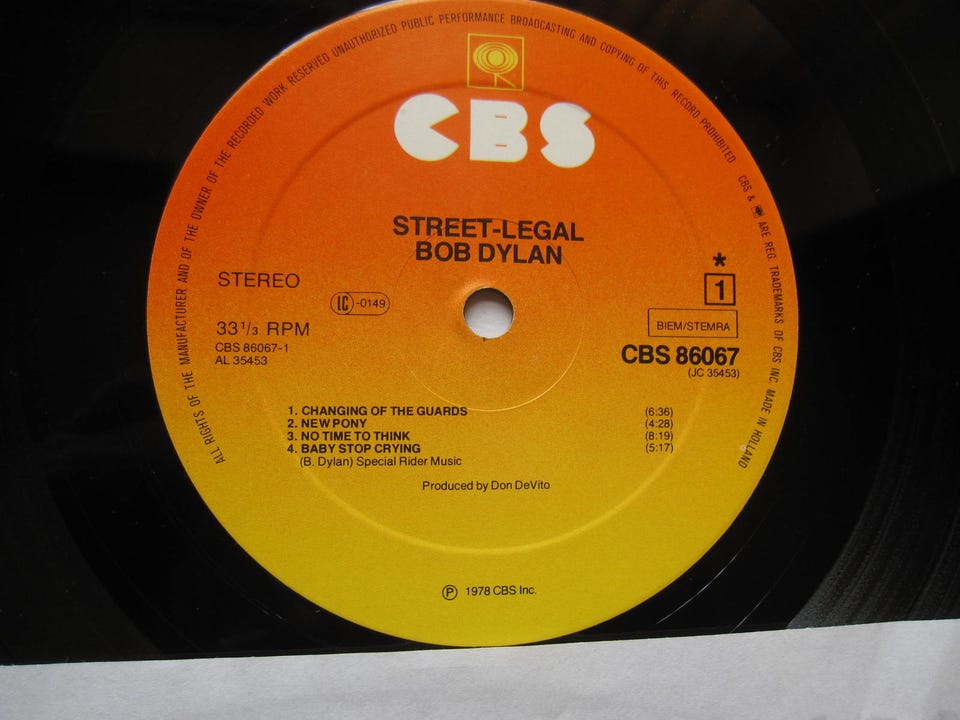 ALL RIGHTS OF THE MANUFACTURER AND OF THE OWNER OF THE RECORDED WORK RESERVED UNAUTHORIZED PUBLIC PERFORMANCE BROADCASTING AND COPYING OF THIS RECORD PROHIBITED
CBS & ARE REG. TRADEMARKS OF CBS INC. MADE IN HOLLAND
CBS
STREET-LEGAL
BOB DYLAN
STEREO
LC-0149
33 1/3 RPM
CBS 86067-1
AL 35453
*
1
BIEM/STEMRA
CBS 86067
(JC 35453)
1. CHANGING OF THE GUARDS (6:36)
2. NEW PONY (4:28)
3. NO TIME TO THINK (8:19)
4. BABY STOP CRYING (5:17)
(B. Dylan) Special Rider Music
Produced by Don DeVito
℗ 1978 CBS Inc.